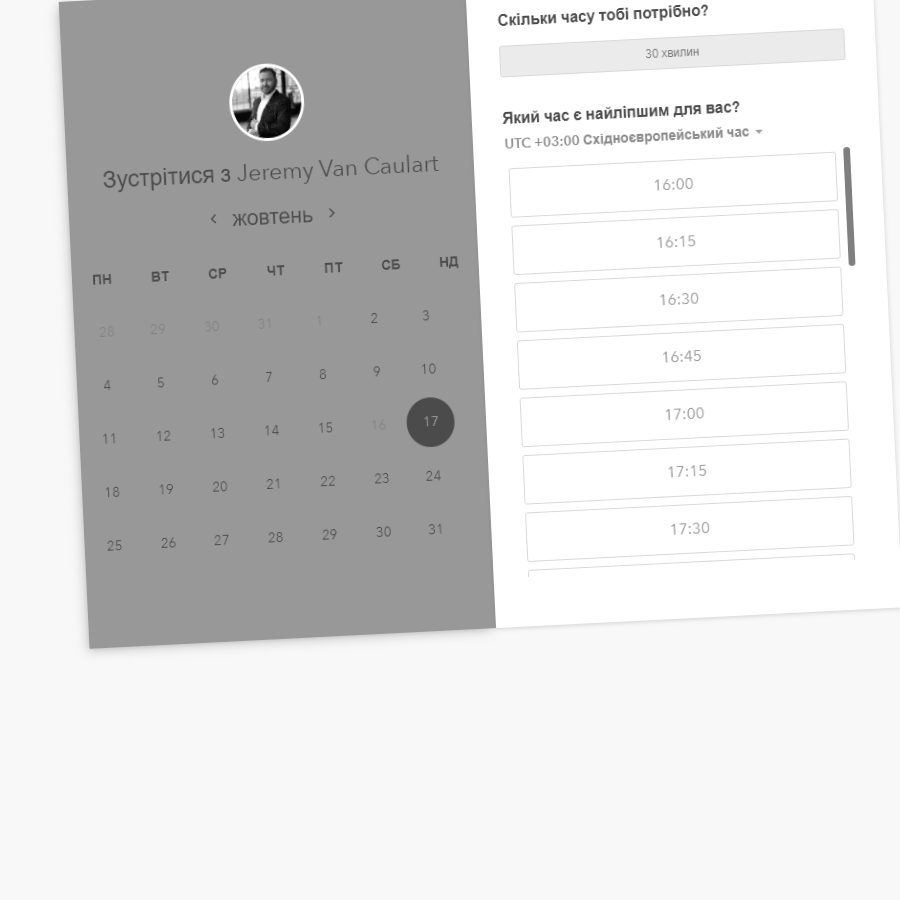 Зустрітися з Jeremy Van Caulart
‹ жовтень ›
ПН ВТ СР ЧТ ПТ СБ НД
28 29 30 31 1 2 3
4 5 6 7 8 9 10
11 12 13 14 15 16 17
18 19 20 21 22 23 24
25 26 27 28 29 30 31
Скільки часу тобі потрібно?
30 хвилин
Який час є найліпшим для вас?
UTC +03:00 Східноєвропейський час
16:00
16:15
16:30
16:45
17:00
17:15
17:30